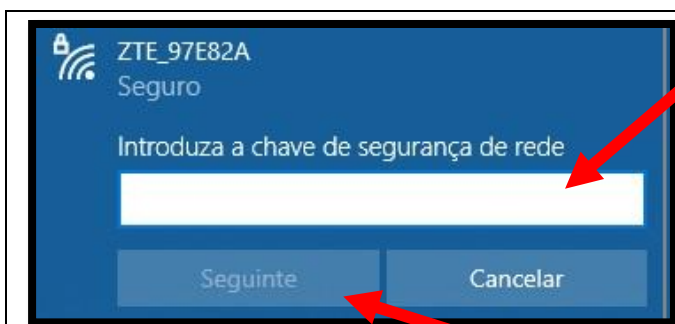 ZTE_97E82A
Seguro
Introduza a chave de segurança de rede
Seguinte
Cancelar